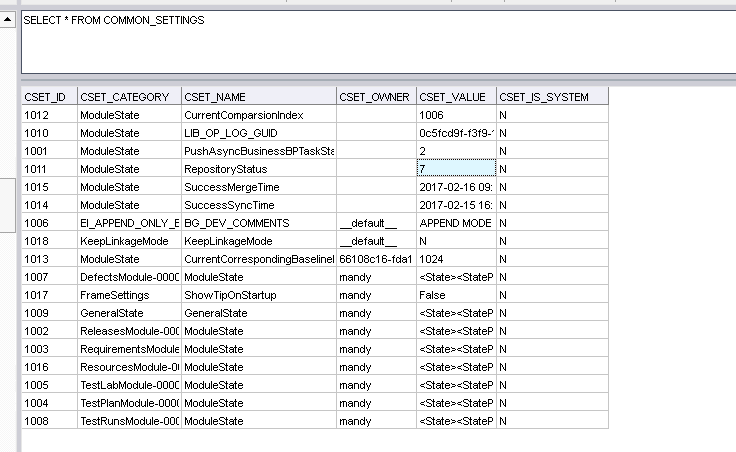 SELECT * FROM COMMON_SETTINGS
CSET_ID CSET_CATEGORY CSET_NAME CSET_OWNER CSET_VALUE CSET_IS_SYSTEM
1012 ModuleState CurrentComparsionIndex 1006 N
1010 ModuleState LIB_OP_LOG_GUID 0c5fcd9f-f3f9- N
1001 ModuleState PushAsyncBusinessBPTaskSta 2 N
1011 ModuleState RepositoryStatus 7 N
1015 ModuleState SuccessMergeTime 2017-02-16 09: N
1014 ModuleState SuccessSyncTime 2017-02-15 16: N
1006 EI_APPEND_ONLY_E BG_DEV_COMMENTS __default__ APPEND MODE N
1018 KeepLinkageMode KeepLinkageMode __default__ N N
1013 ModuleState CurrentCorrespondingBaselineI 66108c16-fda1 1024 N
1007 DefectsModule-0000 ModuleState mandy <State><StateP N
1017 FrameSettings ShowTipOnStartup mandy False N
1009 GeneralState GeneralState mandy <State><StateP N
1002 ReleasesModule-000 ModuleState mandy <State><StateP N
1003 RequirementsModule ModuleState mandy <State><StateP N
1016 ResourcesModule-0 ModuleState mandy <State><StateP N
1005 TestLabModule-0000 ModuleState mandy <State><StateP N
1004 TestPlanModule-000 ModuleState mandy <State><StateP N
1008 TestRunsModule-000 ModuleState mandy <State><StateP N